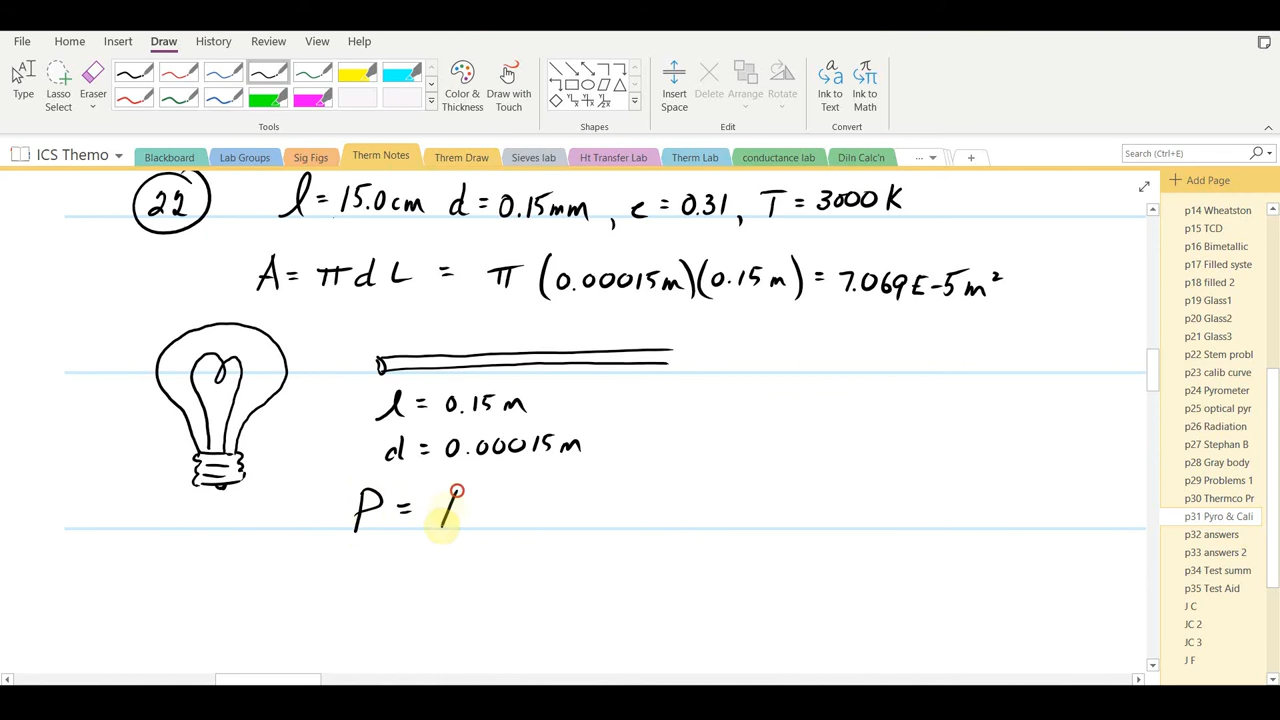 File Home Insert Draw History Review View Help
Type Lasso Select Eraser Color & Thickness Draw with Touch Insert Space Delete Arrange Rotate Ink to Text Ink to Math
Tools Shapes Edit Convert
ICS Themo Blackboard Lab Groups Sig Figs Therm Notes Threm Draw Sieves lab Ht Transfer Lab Therm Lab conductance lab Diln Calc'n ... + Search (Ctrl+E)
+ Add Page
22 l = 15.0cm d = 0.15mm , e = 0.31, T = 3000 K
A = π d L = π (0.00015m)(0.15m) = 7.069E-5 m²
l = 0.15 m
d = 0.00015 m
P =
p14 Wheatston
p15 TCD
p16 Bimetallic
p17 Filled syste
p18 filled 2
p19 Glass1
p20 Glass2
p21 Glass3
p22 Stem probl
p23 calib curve
p24 Pyrometer
p25 optical pyr
p26 Radiation
p27 Stephan B
p28 Gray body
p29 Problems 1
p30 Thermco Pr
p31 Pyro & Cali
p32 answers
p33 answers 2
p34 Test summ
p35 Test Aid
J C
JC 2
JC 3
J F